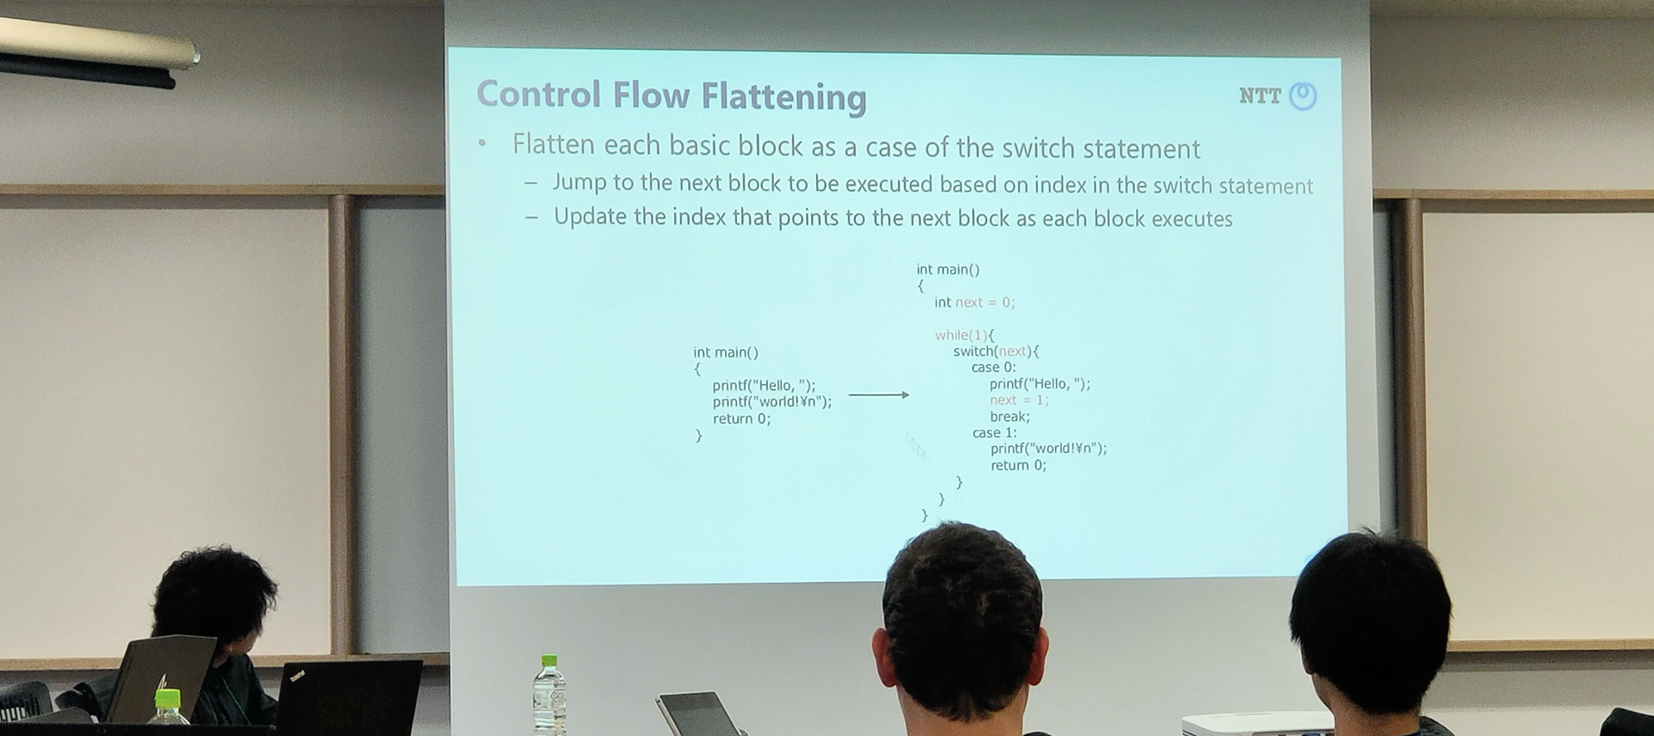 Control Flow Flattening
NTT
• Flatten each basic block as a case of the switch statement
– Jump to the next block to be executed based on index in the switch statement
– Update the index that points to the next block as each block executes
int main()
{
printf("Hello, ");
printf("world!¥n");
return 0;
}
int main()
{
int next = 0;
while(1){
switch(next){
case 0:
printf("Hello, ");
next = 1;
break;
case 1:
printf("world!¥n");
return 0;
}
}
}